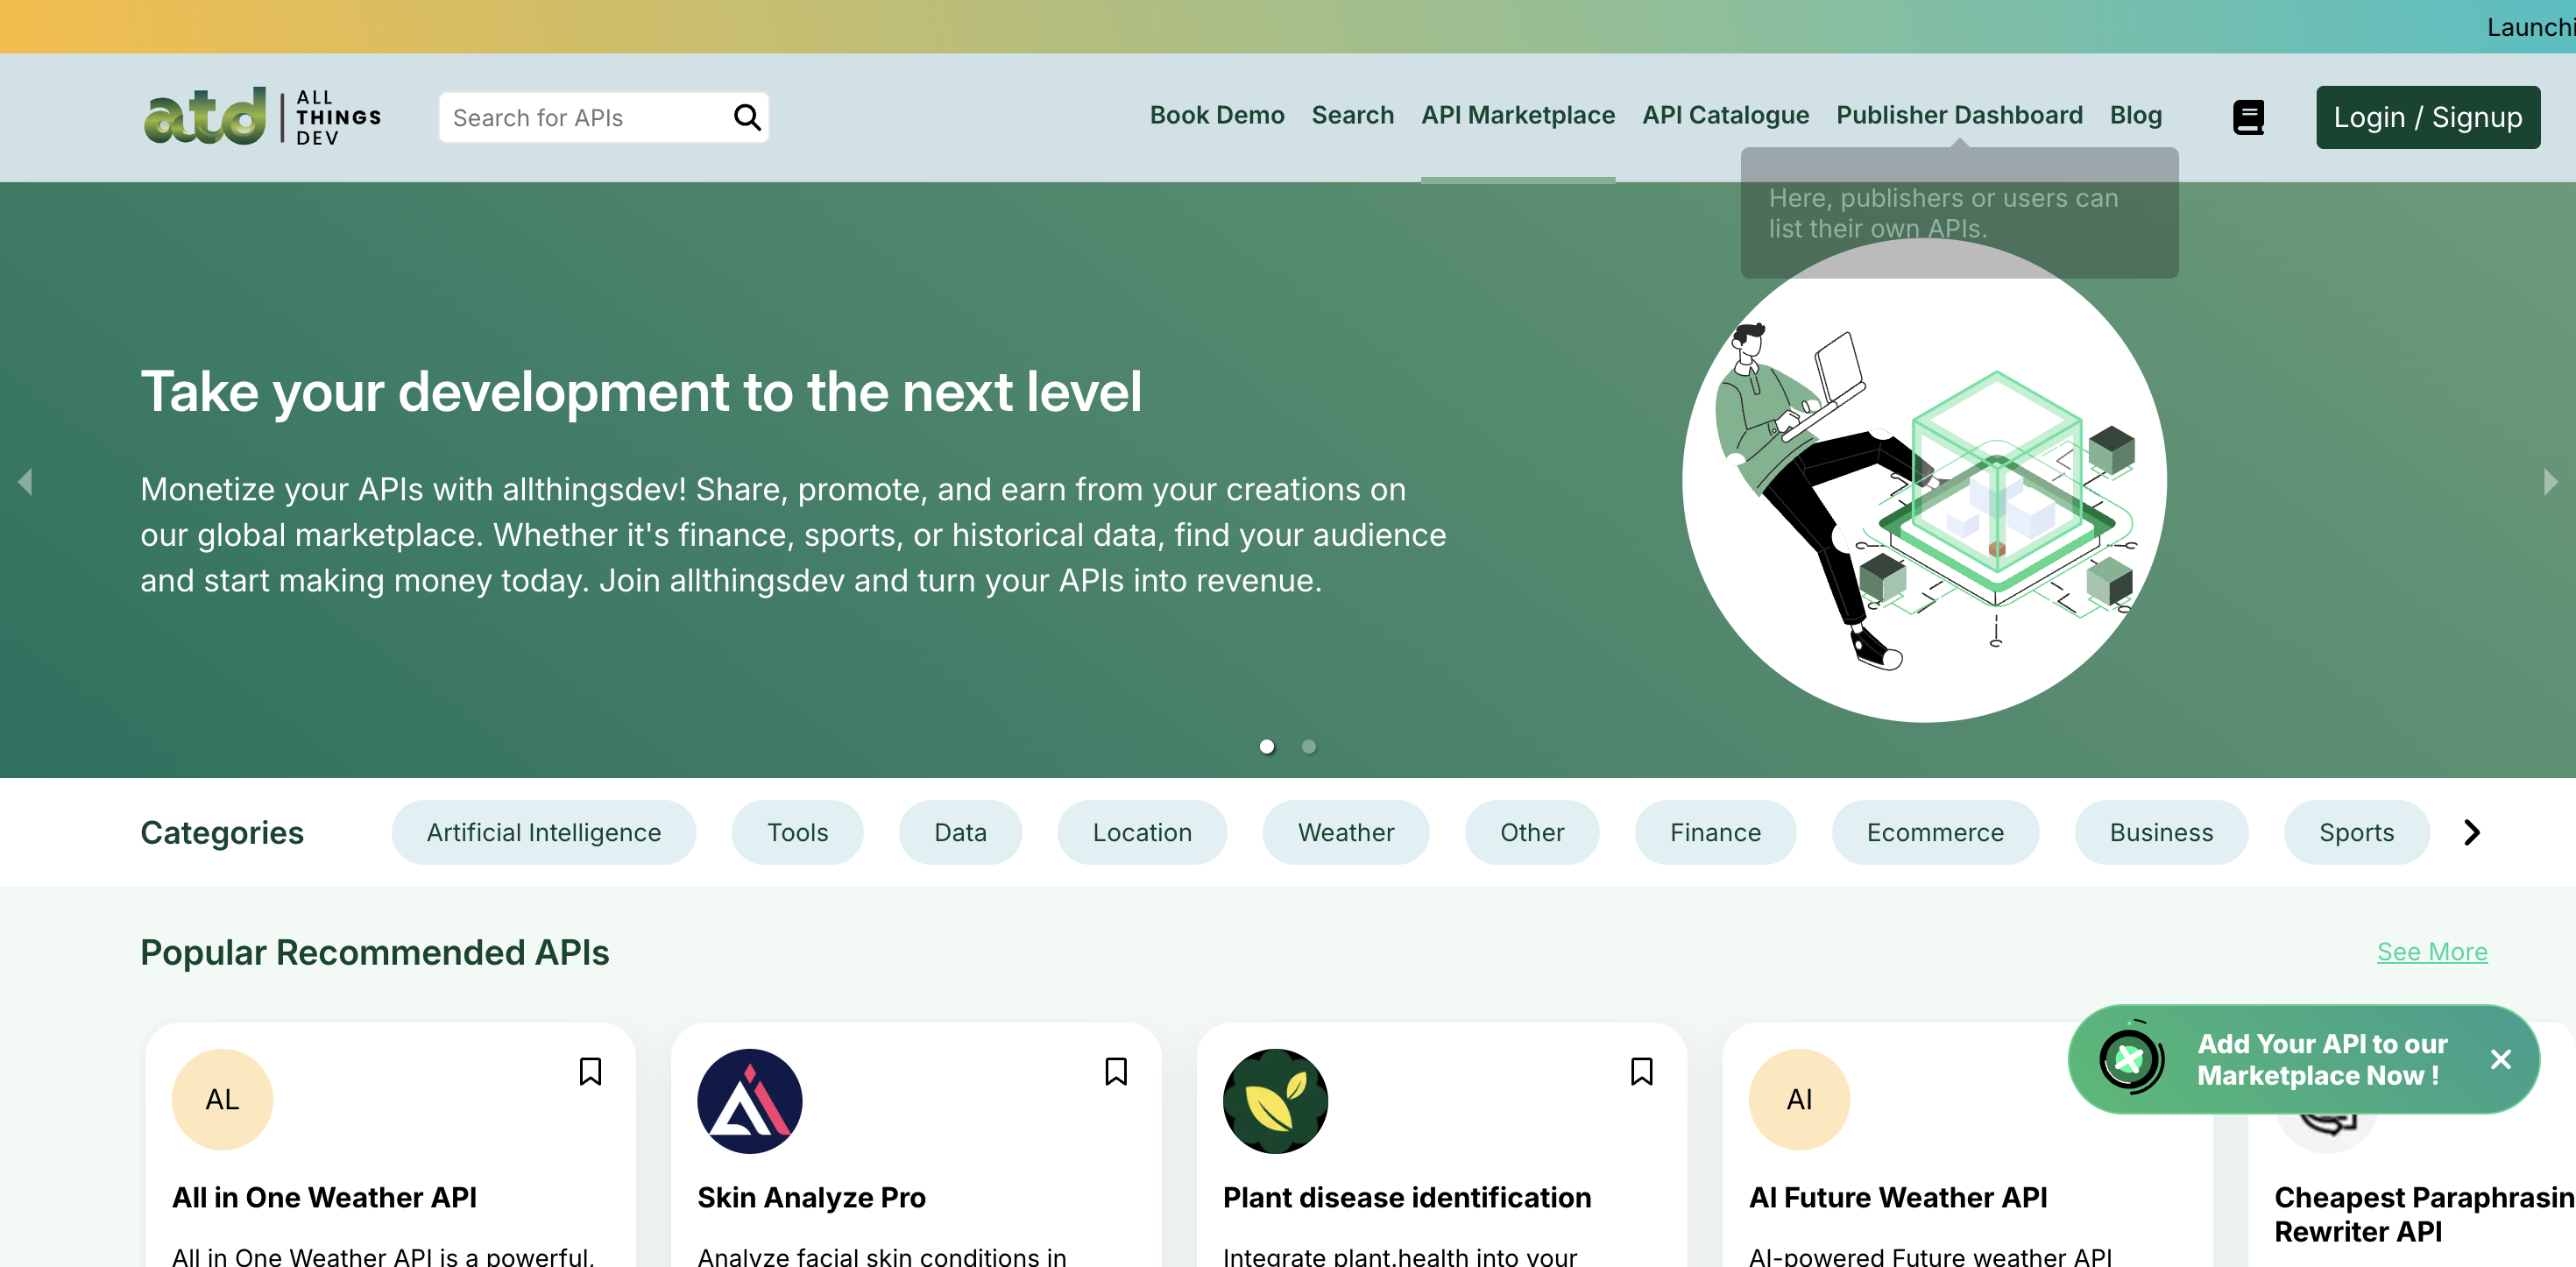 Launchi
atd
ALL
THINGS
DEV
Search for APIs
Book Demo
Search
API Marketplace
API Catalogue
Publisher Dashboard
Blog
Login / Signup
Here, publishers or users can
list their own APIs.
Take your development to the next level
Monetize your APIs with allthingsdev! Share, promote, and earn from your creations on
our global marketplace. Whether it's finance, sports, or historical data, find your audience
and start making money today. Join allthingsdev and turn your APIs into revenue.
Categories
Artificial Intelligence
Tools
Data
Location
Weather
Other
Finance
Ecommerce
Business
Sports
Popular Recommended APIs
See More
Add Your API to our
Marketplace Now !
AL
AI
All in One Weather API
Skin Analyze Pro
Plant disease identification
AI Future Weather API
Cheapest Paraphrasin
Rewriter API
All in One Weather API is a powerful,
Analyze facial skin conditions in
Integrate plant.health into your
AI-powered Future weather API